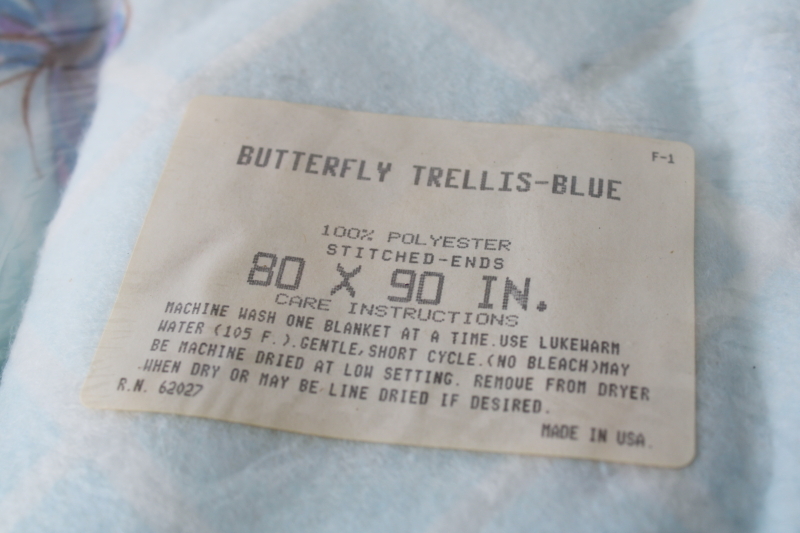 F-1
BUTTERFLY TRELLIS-BLUE
100% POLYESTER
STITCHED-ENDS
80 X 90 IN.
CARE INSTRUCTIONS
MACHINE WASH ONE BLANKET AT A TIME.USE LUKEWARM
WATER (105 F.).GENTLE,SHORT CYCLE.(NO BLEACH)MAY
BE MACHINE DRIED AT LOW SETTING. REMOVE FROM DRYER
.WHEN DRY OR MAY BE LINE DRIED IF DESIRED.
R.N. 62027
MADE IN USA.